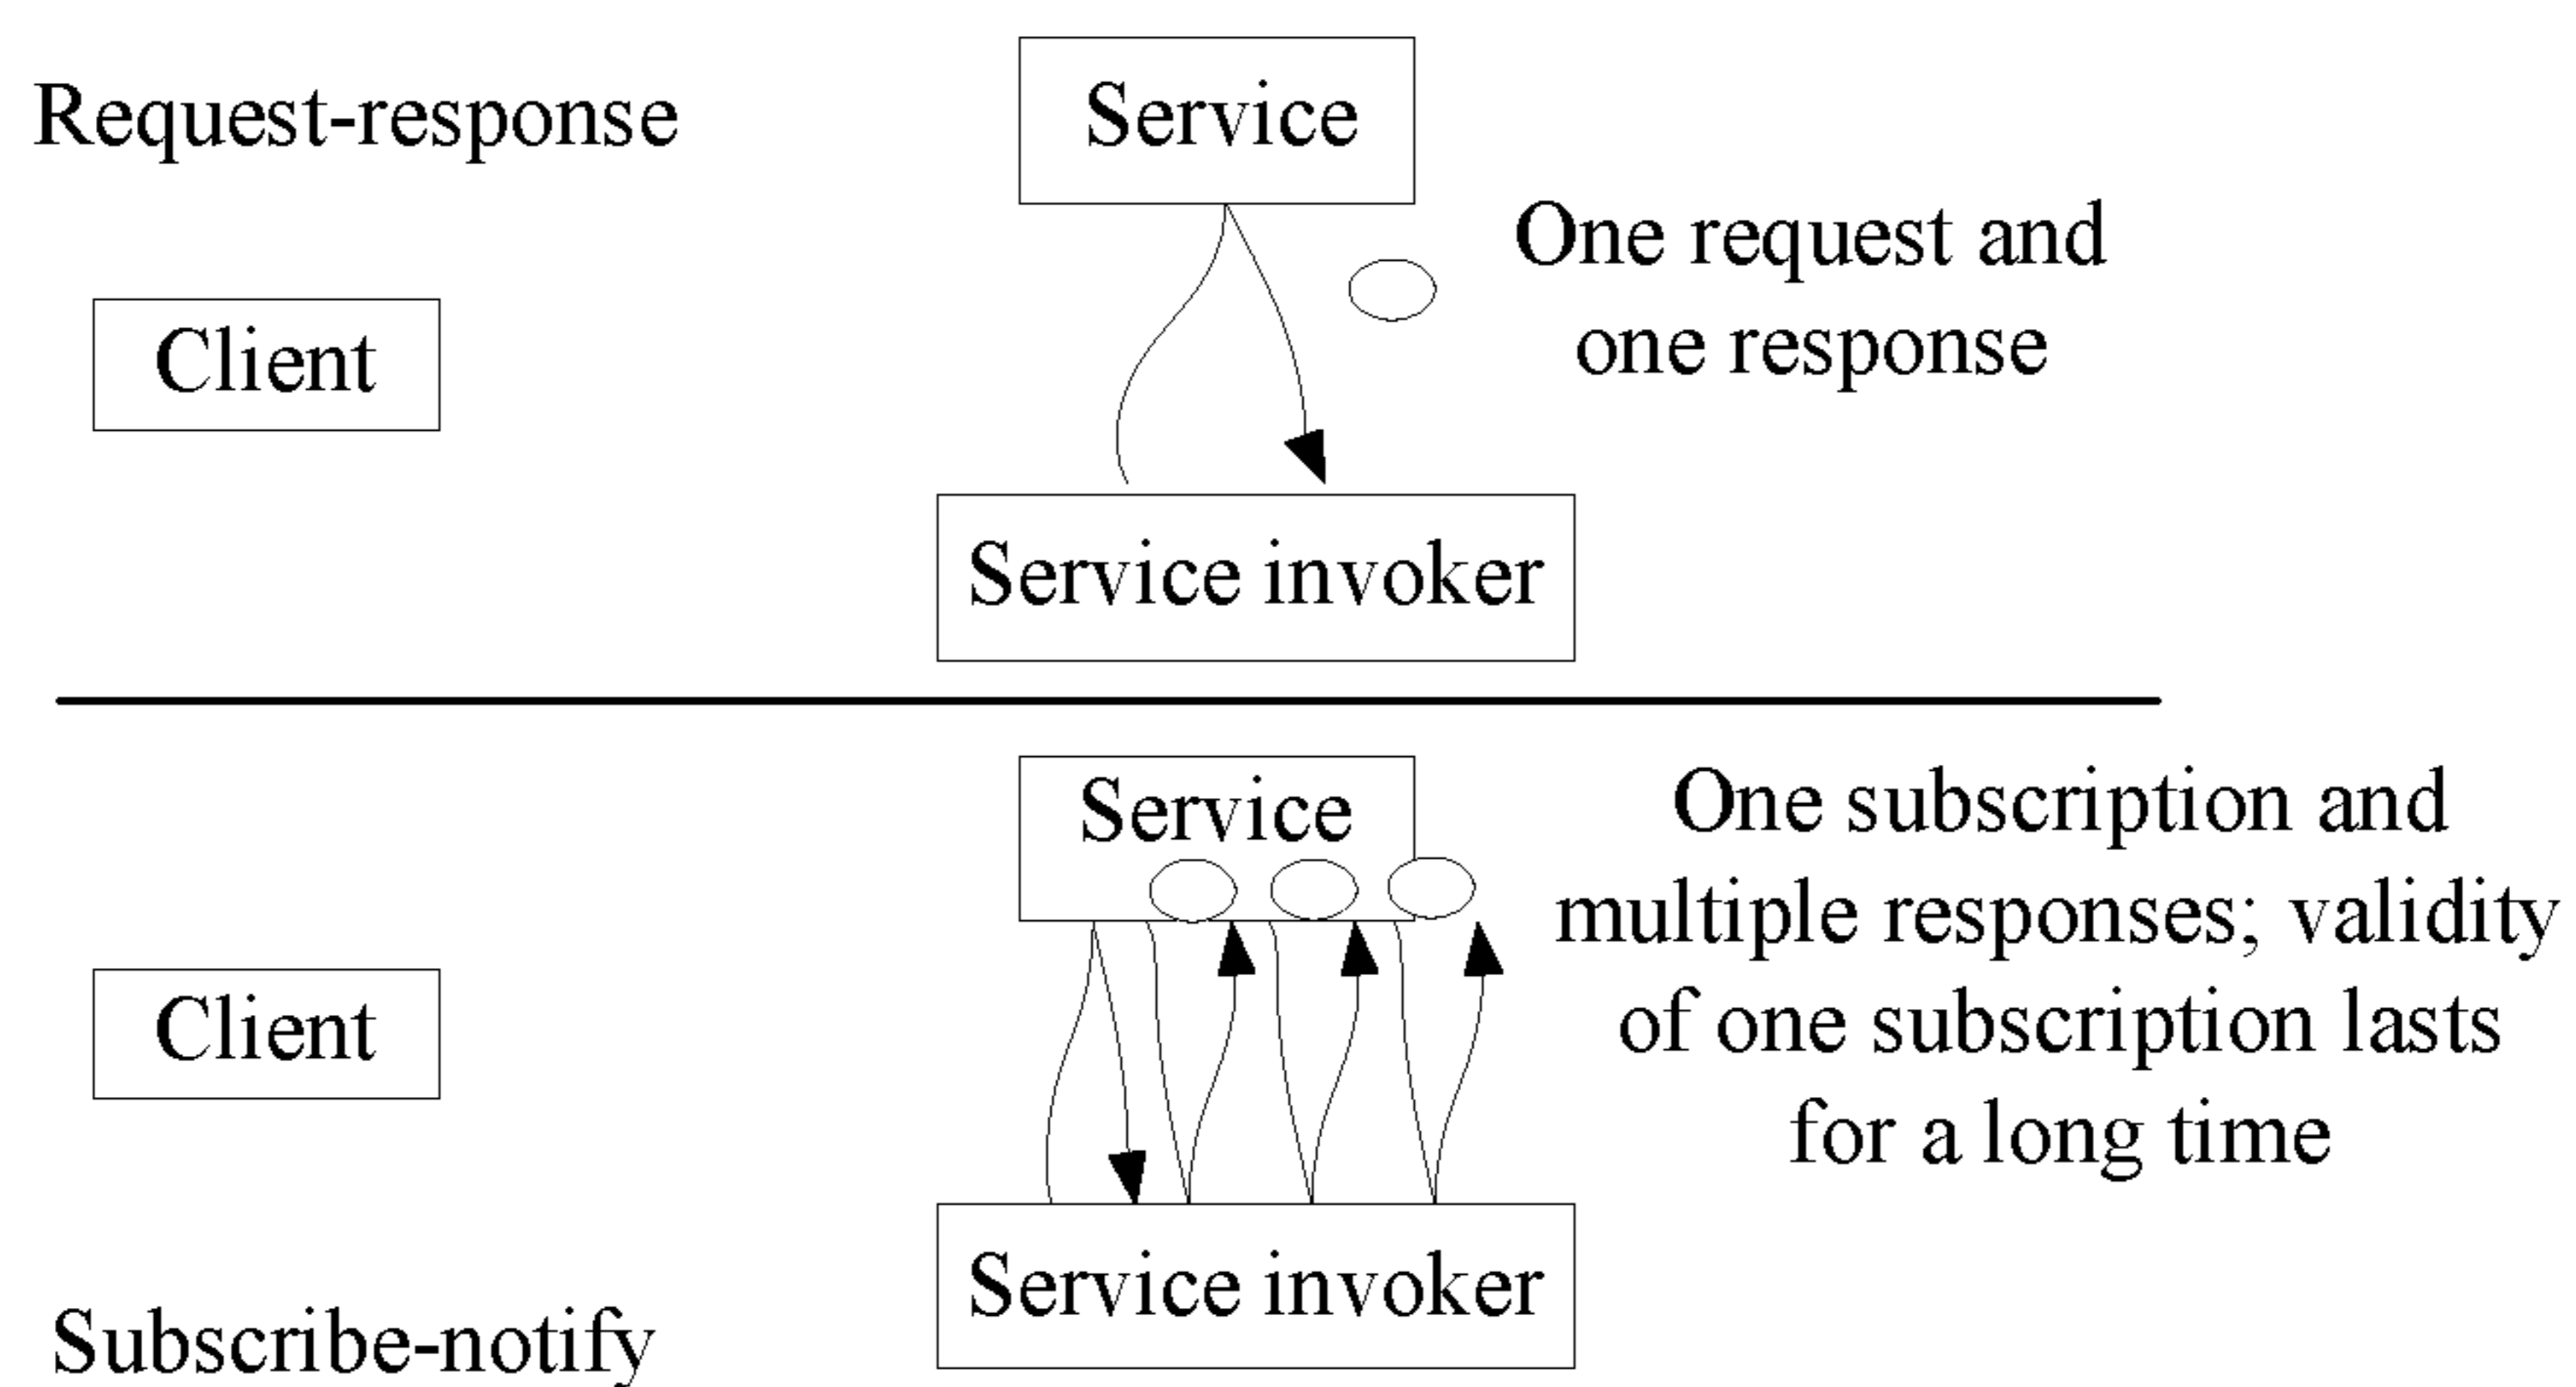 Request-response
Service
One request and
one response
Client
Service invoker
Service
One subscription and
multiple responses; validity
of one subscription lasts
for a long time
Client
Service invoker
Subscribe-notify